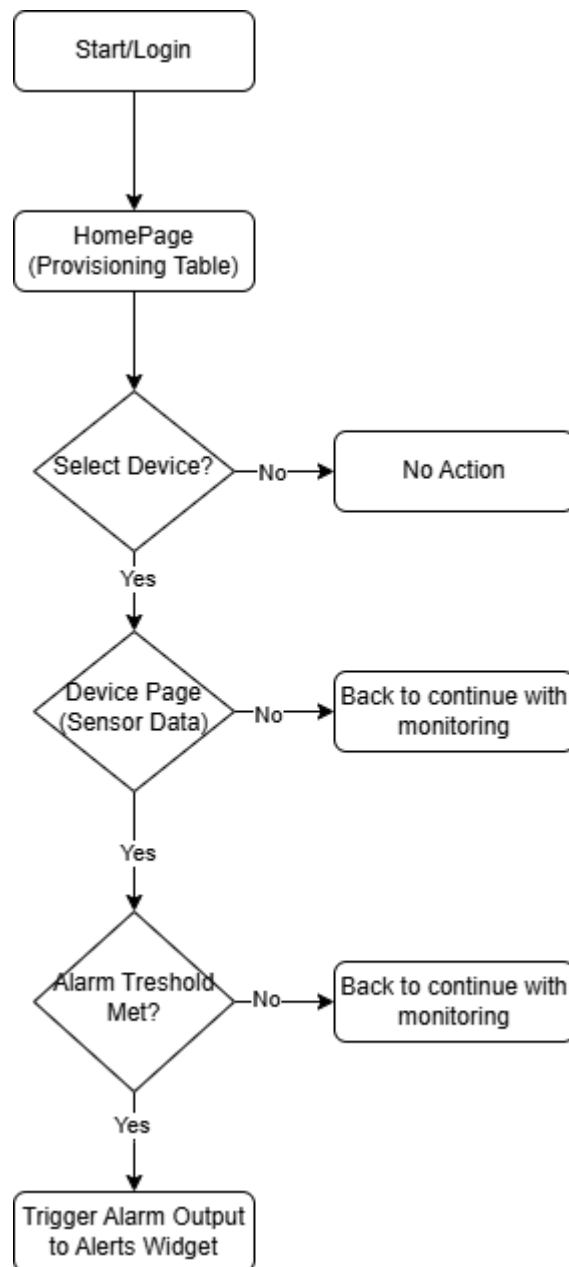 Start/Login
HomePage
(Provisioning Table)
Select Device?
No
No Action
Yes
Device Page
(Sensor Data)
No
Back to continue with
monitoring
Yes
Alarm Treshold
Met?
No
Back to continue with
monitoring
Yes
Trigger Alarm Output
to Alerts Widget